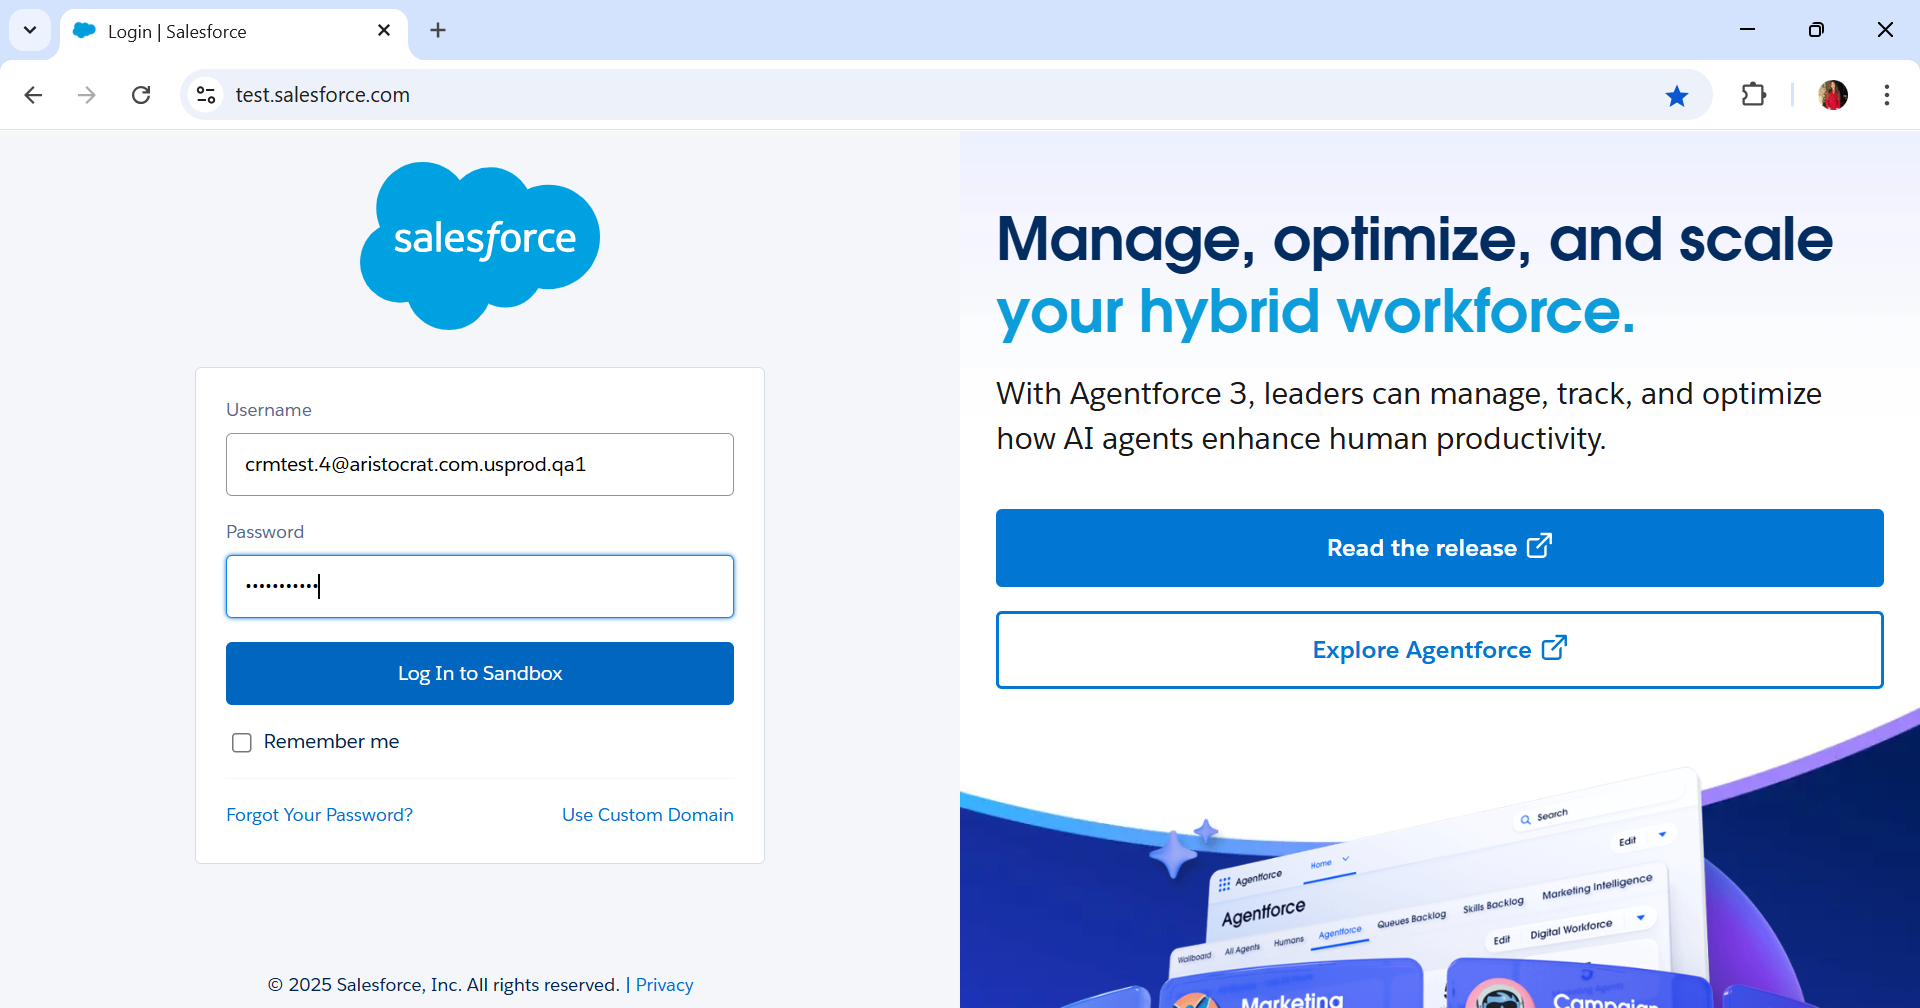 Login | Salesforce
test.salesforce.com
salesforce
Username
crmtest.4@aristocrat.com.usprod.qa1
Password
•••••••••••
Log In to Sandbox
Remember me
Forgot Your Password?
Use Custom Domain
© 2025 Salesforce, Inc. All rights reserved. | Privacy
Manage, optimize, and scale
your hybrid workforce.
With Agentforce 3, leaders can manage, track, and optimize
how AI agents enhance human productivity.
Read the release
Explore Agentforce
Search
Edit
Agentforce Home
Agentforce
Wallboard All Agents Humans Agentforce Queues Backlog Skills Backlog Marketing Intelligence
Edit Digital Workforce
Marketing
Campaign